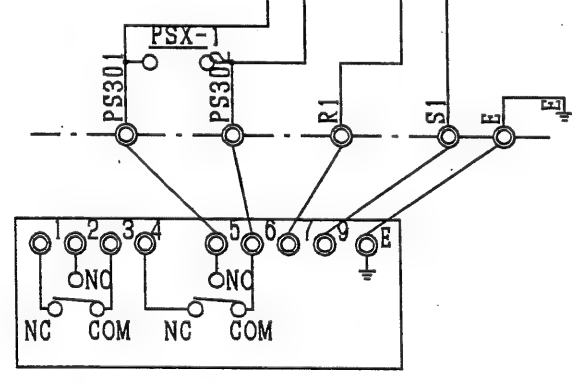 PSX-1
PS301
PS302
R1
S1
E
E
1 2 3 4 5 6 7 9 E
NO NO
NC COM NC COM